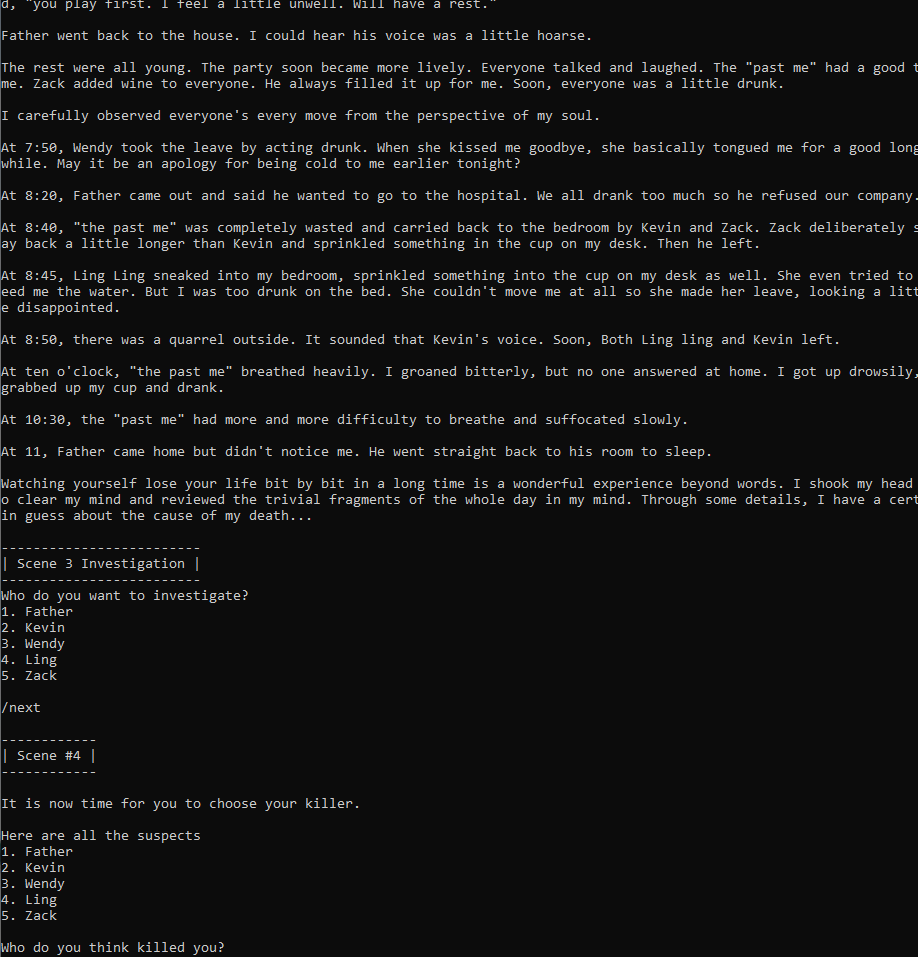 d, "you play first. I feel a little unwell. Will have a rest."
Father went back to the house. I could hear his voice was a little hoarse.
The rest were all young. The party soon became more lively. Everyone talked and laughed. The "past me" had a good t
me. Zack added wine to everyone. He always filled it up for me. Soon, everyone was a little drunk.
I carefully observed everyone's every move from the perspective of my soul.
At 7:50, Wendy took the leave by acting drunk. When she kissed me goodbye, she basically tongued me for a good long
while. May it be an apology for being cold to me earlier tonight?
At 8:20, Father came out and said he wanted to go to the hospital. We all drank too much so he refused our company.
At 8:40, "the past me" was completely wasted and carried back to the bedroom by Kevin and Zack. Zack deliberately s
ay back a little longer than Kevin and sprinkled something in the cup on my desk. Then he left.
At 8:45, Ling Ling sneaked into my bedroom, sprinkled something into the cup on my desk as well. She even tried to
eed me the water. But I was too drunk on the bed. She couldn't move me at all so she made her leave, looking a litt
e disappointed.
At 8:50, there was a quarrel outside. It sounded that Kevin's voice. Soon, Both Ling ling and Kevin left.
At ten o'clock, "the past me" breathed heavily. I groaned bitterly, but no one answered at home. I got up drowsily,
grabbed up my cup and drank.
At 10:30, the "past me" had more and more difficulty to breathe and suffocated slowly.
At 11, Father came home but didn't notice me. He went straight back to his room to sleep.
Watching yourself lose your life bit by bit in a long time is a wonderful experience beyond words. I shook my head
o clear my mind and reviewed the trivial fragments of the whole day in my mind. Through some details, I have a cert
in guess about the cause of my death...
-------------------------
| Scene 3 Investigation |
-------------------------
Who do you want to investigate?
1. Father
2. Kevin
3. Wendy
4. Ling
5. Zack
/next
------------
| Scene #4 |
------------
It is now time for you to choose your killer.
Here are all the suspects
1. Father
2. Kevin
3. Wendy
4. Ling
5. Zack
Who do you think killed you?